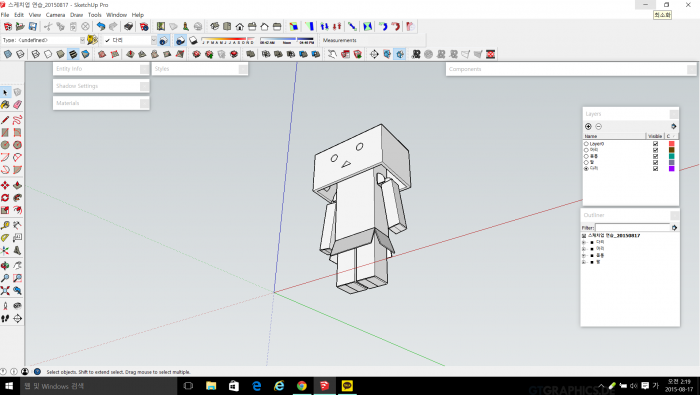 스케치업 연습_20150817 - SketchUp Pro
File Edit View Camera Draw Tools Window Help
최소화
Type: <undefined>
다리
J F M A M J J A S O N D
06:42 AM Noon 04:46 PM
Measurements
Entity Info
Styles
Components
Shadow Settings
Materials
Layers
Name Visible C
Layer0
머리
몸통
팔
다리
Outliner
Filter:
스케치업 연습_20150817
다리
머리
몸통
팔
Select objects. Shift to extend select. Drag mouse to select multiple.
웹 및 Windows 검색
가
오전 2:19
2015-08-17